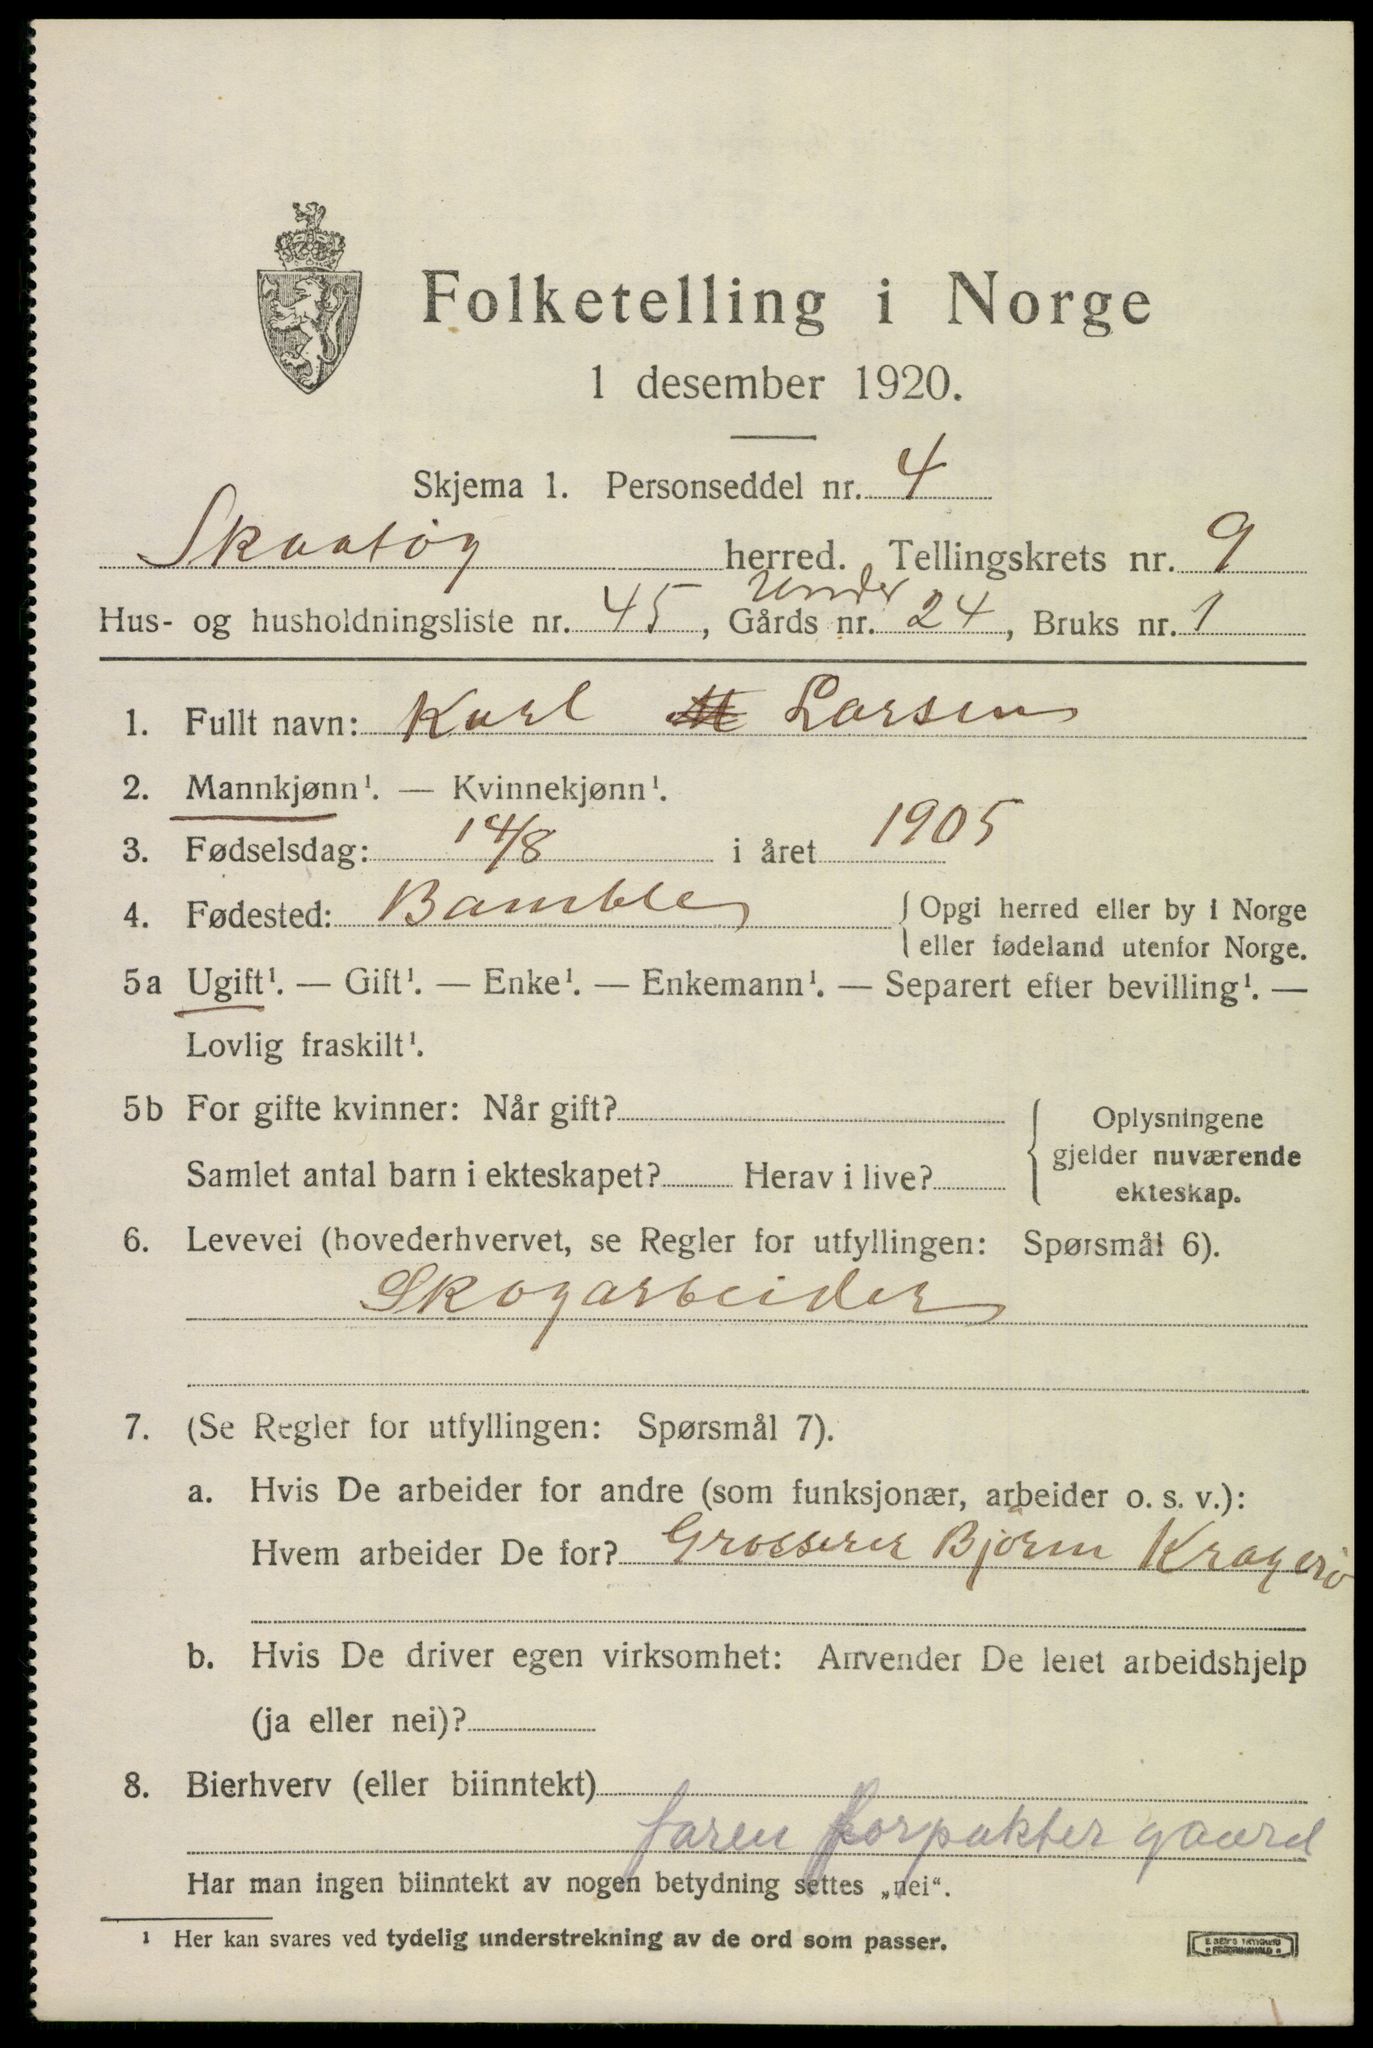 Folketelling i Norge
1 desember 1920.
Skjema 1. Personseddel nr. 4
Skaatøy herred. Tellingskrets nr. 9
Under
Hus- og husholdningsliste nr. 45, Gårds nr. 24, Bruks nr. 1
1. Fullt navn: Karl M Larsen
2. Mannkjønn¹. — Kvinnekjønn¹.
3. Fødselsdag: 14/8 i året 1905
4. Fødested: Bamble { Opgi herred eller by i Norge
eller fødeland utenfor Norge.
5a Ugift¹. — Gift¹. — Enke¹. — Enkemann¹. — Separert efter bevilling¹. —
Lovlig fraskilt¹.
5b For gifte kvinner: Når gift?
Samlet antal barn i ekteskapet? Herav i live?
{ Oplysningene
gjelder nuværende
ekteskap.
6. Levevei (hovederhvervet, se Regler for utfyllingen: Spørsmål 6).
Skogarbeider
7. (Se Regler for utfyllingen: Spørsmål 7).
a. Hvis De arbeider for andre (som funksjonær, arbeider o. s. v.):
Hvem arbeider De for? Grosserer Bjørn Kragerø
b. Hvis De driver egen virksomhet: Anvender De leiet arbeidshjelp
(ja eller nei)?
8. Bierhverv (eller biinntekt)
faren forpakter gaard
Har man ingen biinntekt av nogen betydning settes „nei".
¹ Her kan svares ved tydelig understrekning av de ord som passer.